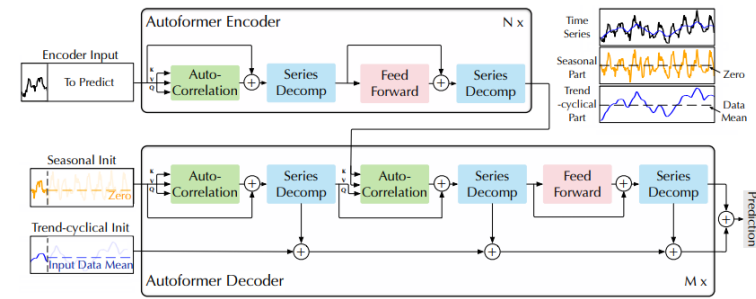 Autoformer Encoder
N x
Encoder Input
To Predict
K
V
Q
Auto-
Correlation
Series
Decomp
Feed
Forward
Series
Decomp
Time
Series
Seasonal
Part
Zero
Trend
-cyclical
Part
Data
Mean
Seasonal Init
Zero
K
V
Q
Auto-
Correlation
Series
Decomp
K
V
Q
Auto-
Correlation
Series
Decomp
Feed
Forward
Series
Decomp
Prediction
Trend-cyclical Init
Input Data Mean
Autoformer Decoder
M x